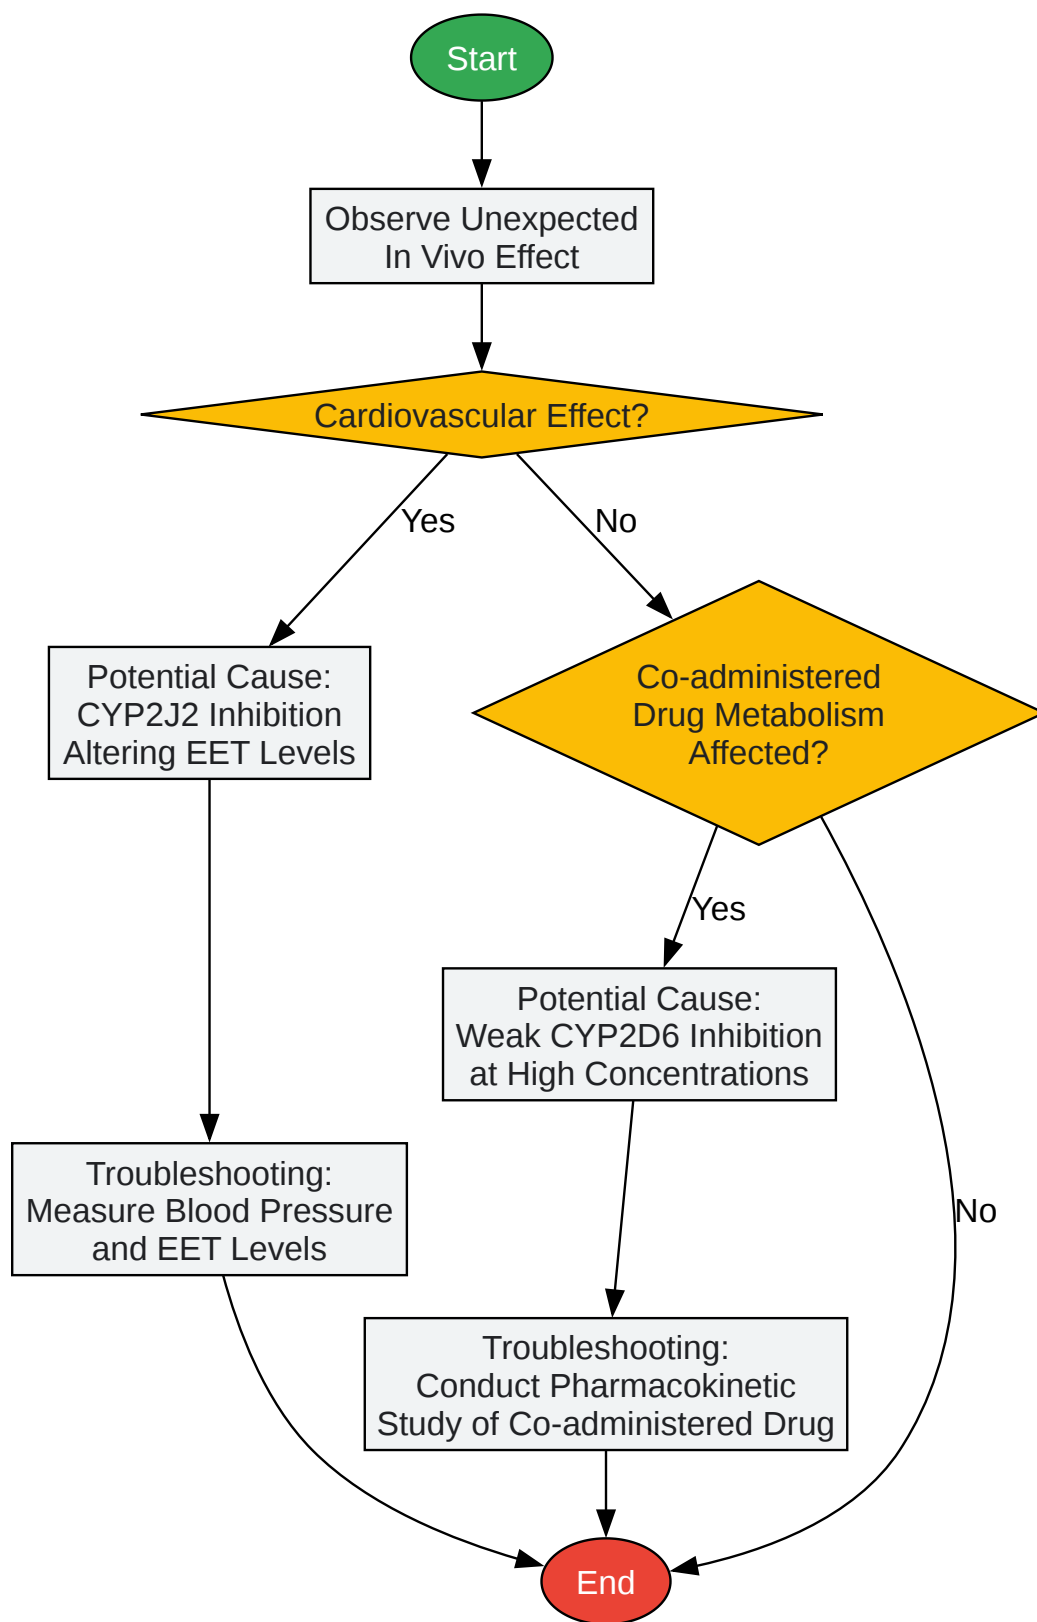 Start
Observe Unexpected
In Vivo Effect
Cardiovascular Effect?
Yes
No
Potential Cause:
CYP2J2 Inhibition
Altering EET Levels
Co-administered
Drug Metabolism
Affected?
Yes
Potential Cause:
Weak CYP2D6 Inhibition
at High Concentrations
Troubleshooting:
Measure Blood Pressure
and EET Levels
No
Troubleshooting:
Conduct Pharmacokinetic
Study of Co-administered Drug
End